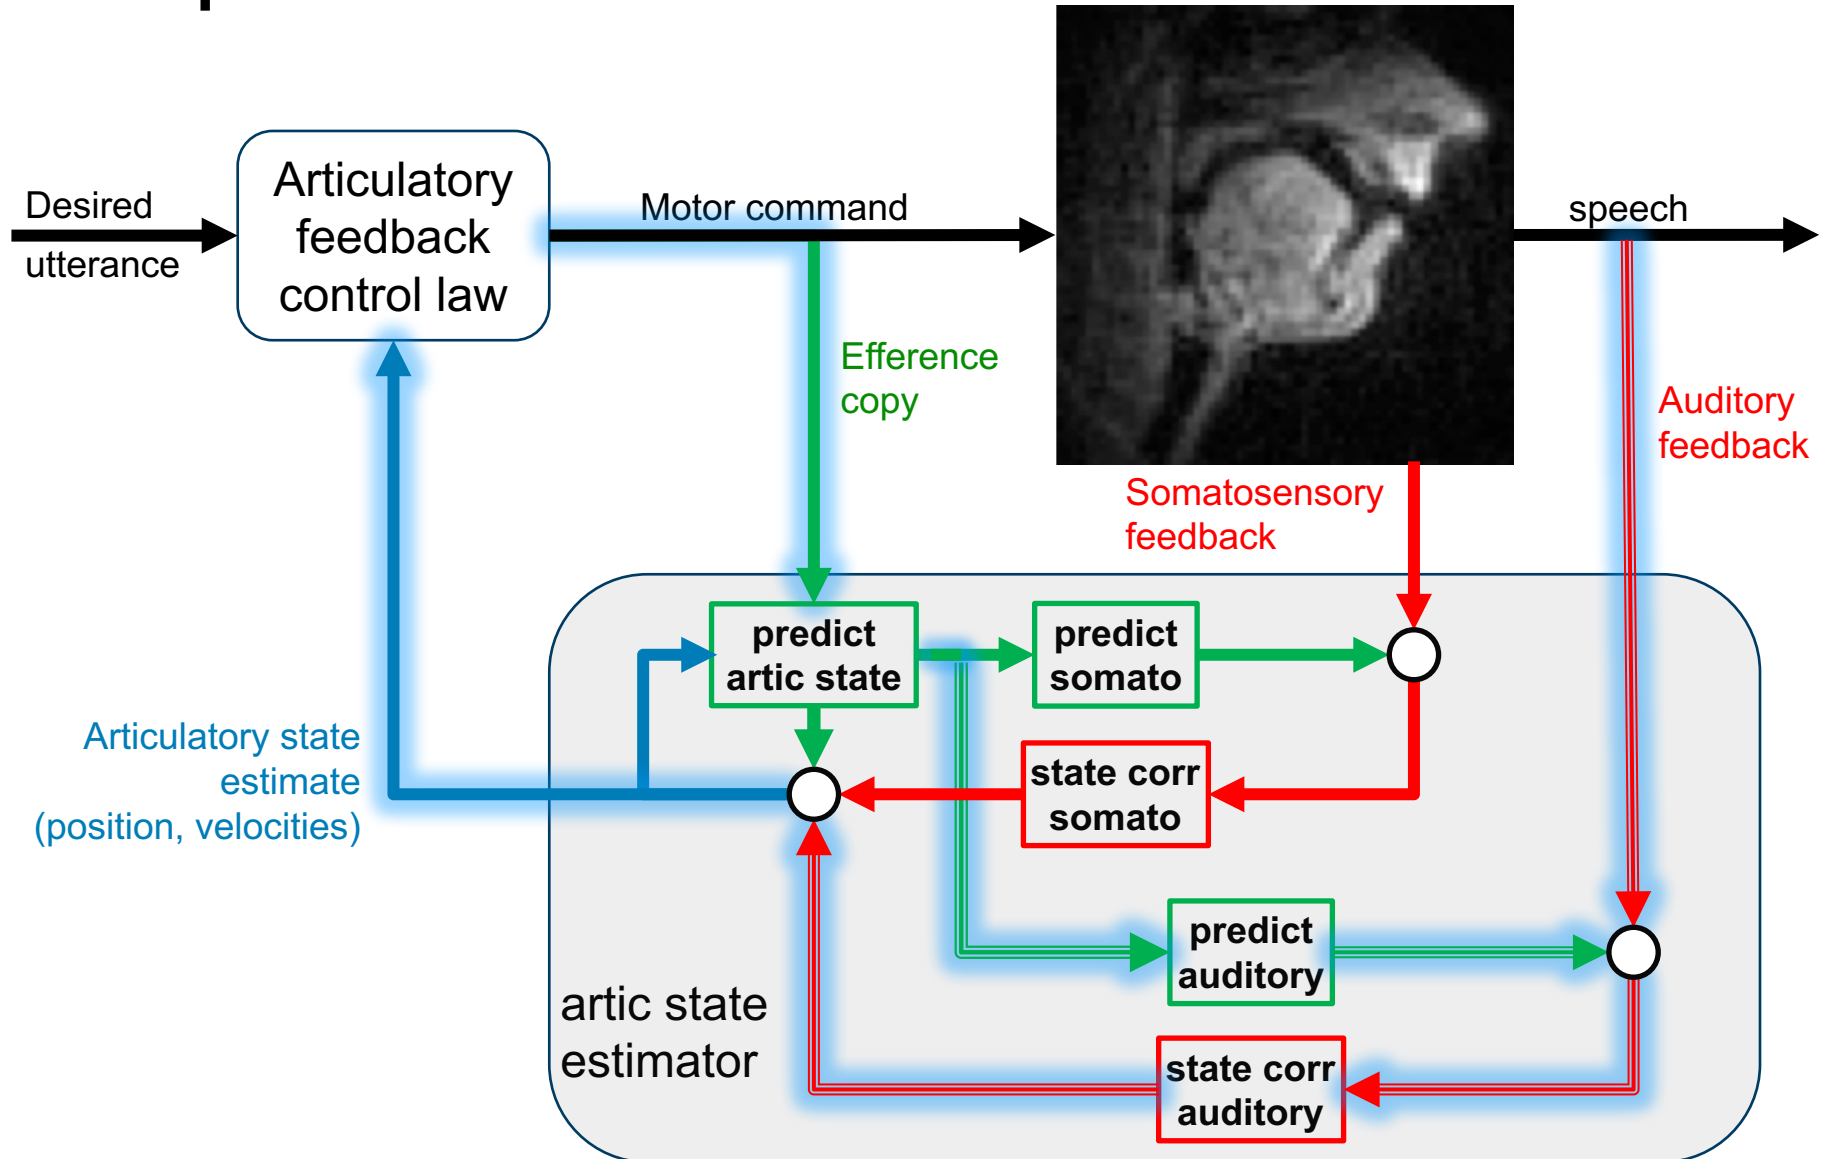 Desired
utterance
Articulatory
feedback
control law
Motor command
speech
Efference
copy
Auditory
feedback
Somatosensory
feedback
predict
artic state
predict
somato
Articulatory state
estimate
(position, velocities)
state corr
somato
predict
auditory
artic state
estimator
state corr
auditory